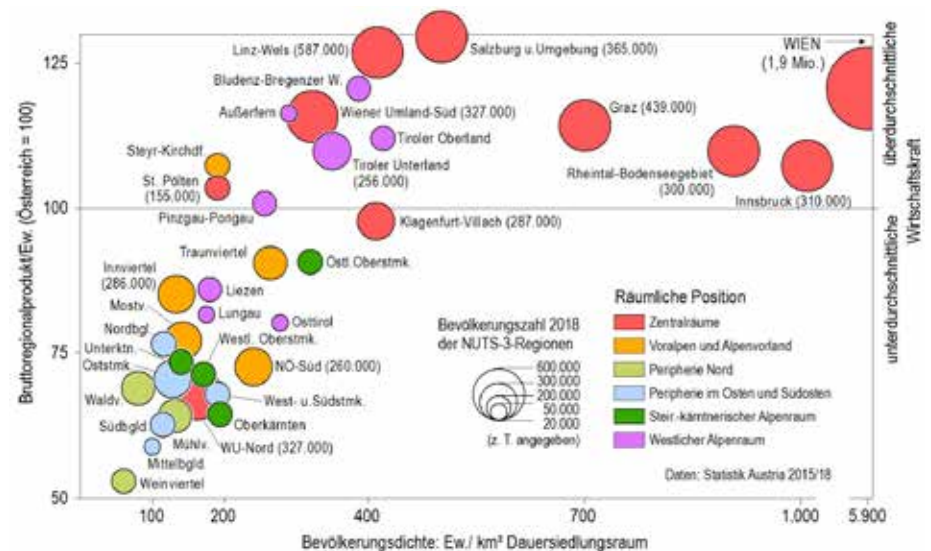 Linz-Wels (587.000)
Salzburg u.Umgebung (365.000)
WIEN
(1,9 Mio.)
125
Bludenz-Bregenzer W.
Außerfern
Wiener Umland-Süd (327.000)
Graz (439.000)
Tiroler Oberland
Steyr-Kirchdf
Tiroler Unterland
(256.000)
Rheintal-Bodenseegebiet
(300.000)
St. Pölten
(155.000)
Innsbruck (310.000)
100
Pinzgau-Pongau
Klagenfurt-Villach (287.000)
Traunviertel
Östl.Oberstmk.
Innviertel
(286.000)
Liezen
Mostv.
Lungau
Osttirol
Nordbgl
Westl. Oberstmk.
75
Unterktn.
Oststmk
NÖ-Süd (260.000)
Waldv.
West- u.Südstmk.
Südbgld
Oberkärnten
Mühlv.
WU-Nord (327.000)
Mittelbgld.
Weinviertel
50
Bruttoregionalprodukt/Ew. (Österreich = 100)
überdurchschnittliche
unterdurchschnittliche
Wirtschaftskraft
Bevölkerungszahl 2018
der NUTS-3-Regionen
600.000
300.000
200.000
50.000
20.000
(z. T. angegeben)
Räumliche Position
Zentralräume
Voralpen und Alpenvorland
Peripherie Nord
Peripherie im Osten und Südosten
Steir.-kärntnerischer Alpenraum
Westlicher Alpenraum
Daten: Statistik Austria 2015/18
100 200 400 700 1.000 5.900
Bevölkerungsdichte: Ew./ km² Dauersiedlungsraum